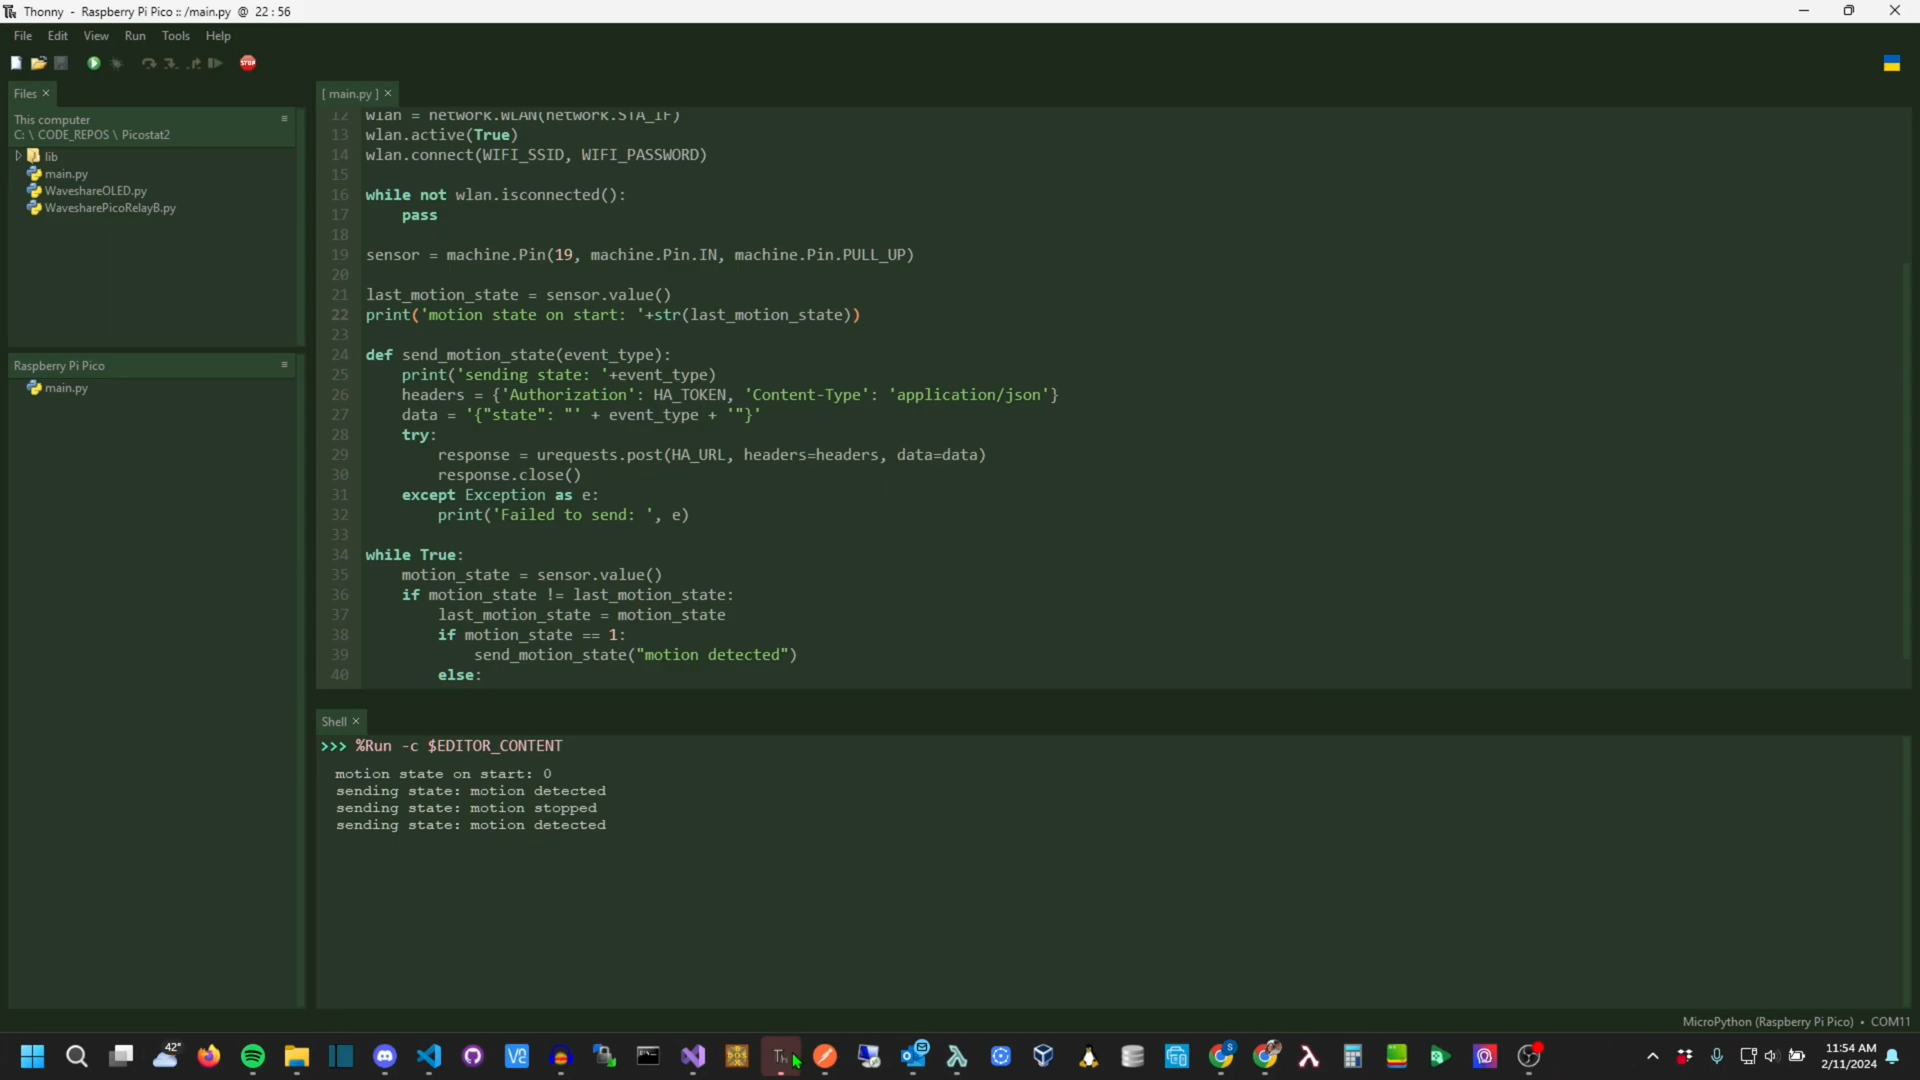 Thonny - Raspberry Pi Pico :: /main.py @ 22 : 56
File Edit View Run Tools Help
STOP
Files ×
This computer
C: \ CODE_REPOS \ Picostat2
lib
main.py
WaveshareOLED.py
WavesharePicoRelayB.py
Raspberry Pi Pico
main.py
[ main.py ] ×
12 wlan = network.WLAN(network.STA_IF)
13 wlan.active(True)
14 wlan.connect(WIFI_SSID, WIFI_PASSWORD)
15
16 while not wlan.isconnected():
17     pass
18
19 sensor = machine.Pin(19, machine.Pin.IN, machine.Pin.PULL_UP)
20
21 last_motion_state = sensor.value()
22 print('motion state on start: '+str(last_motion_state))
23
24 def send_motion_state(event_type):
25     print('sending state: '+event_type)
26     headers = {'Authorization': HA_TOKEN, 'Content-Type': 'application/json'}
27     data = '{"state": "' + event_type + '"}'
28     try:
29         response = urequests.post(HA_URL, headers=headers, data=data)
30         response.close()
31     except Exception as e:
32         print('Failed to send: ', e)
33
34 while True:
35     motion_state = sensor.value()
36     if motion_state != last_motion_state:
37         last_motion_state = motion_state
38         if motion_state == 1:
39             send_motion_state("motion detected")
40         else:
Shell ×
>>> %Run -c $EDITOR_CONTENT
motion state on start: 0
sending state: motion detected
sending state: motion stopped
sending state: motion detected
MicroPython (Raspberry Pi Pico) • COM11
42°
Th
11:54 AM
2/11/2024